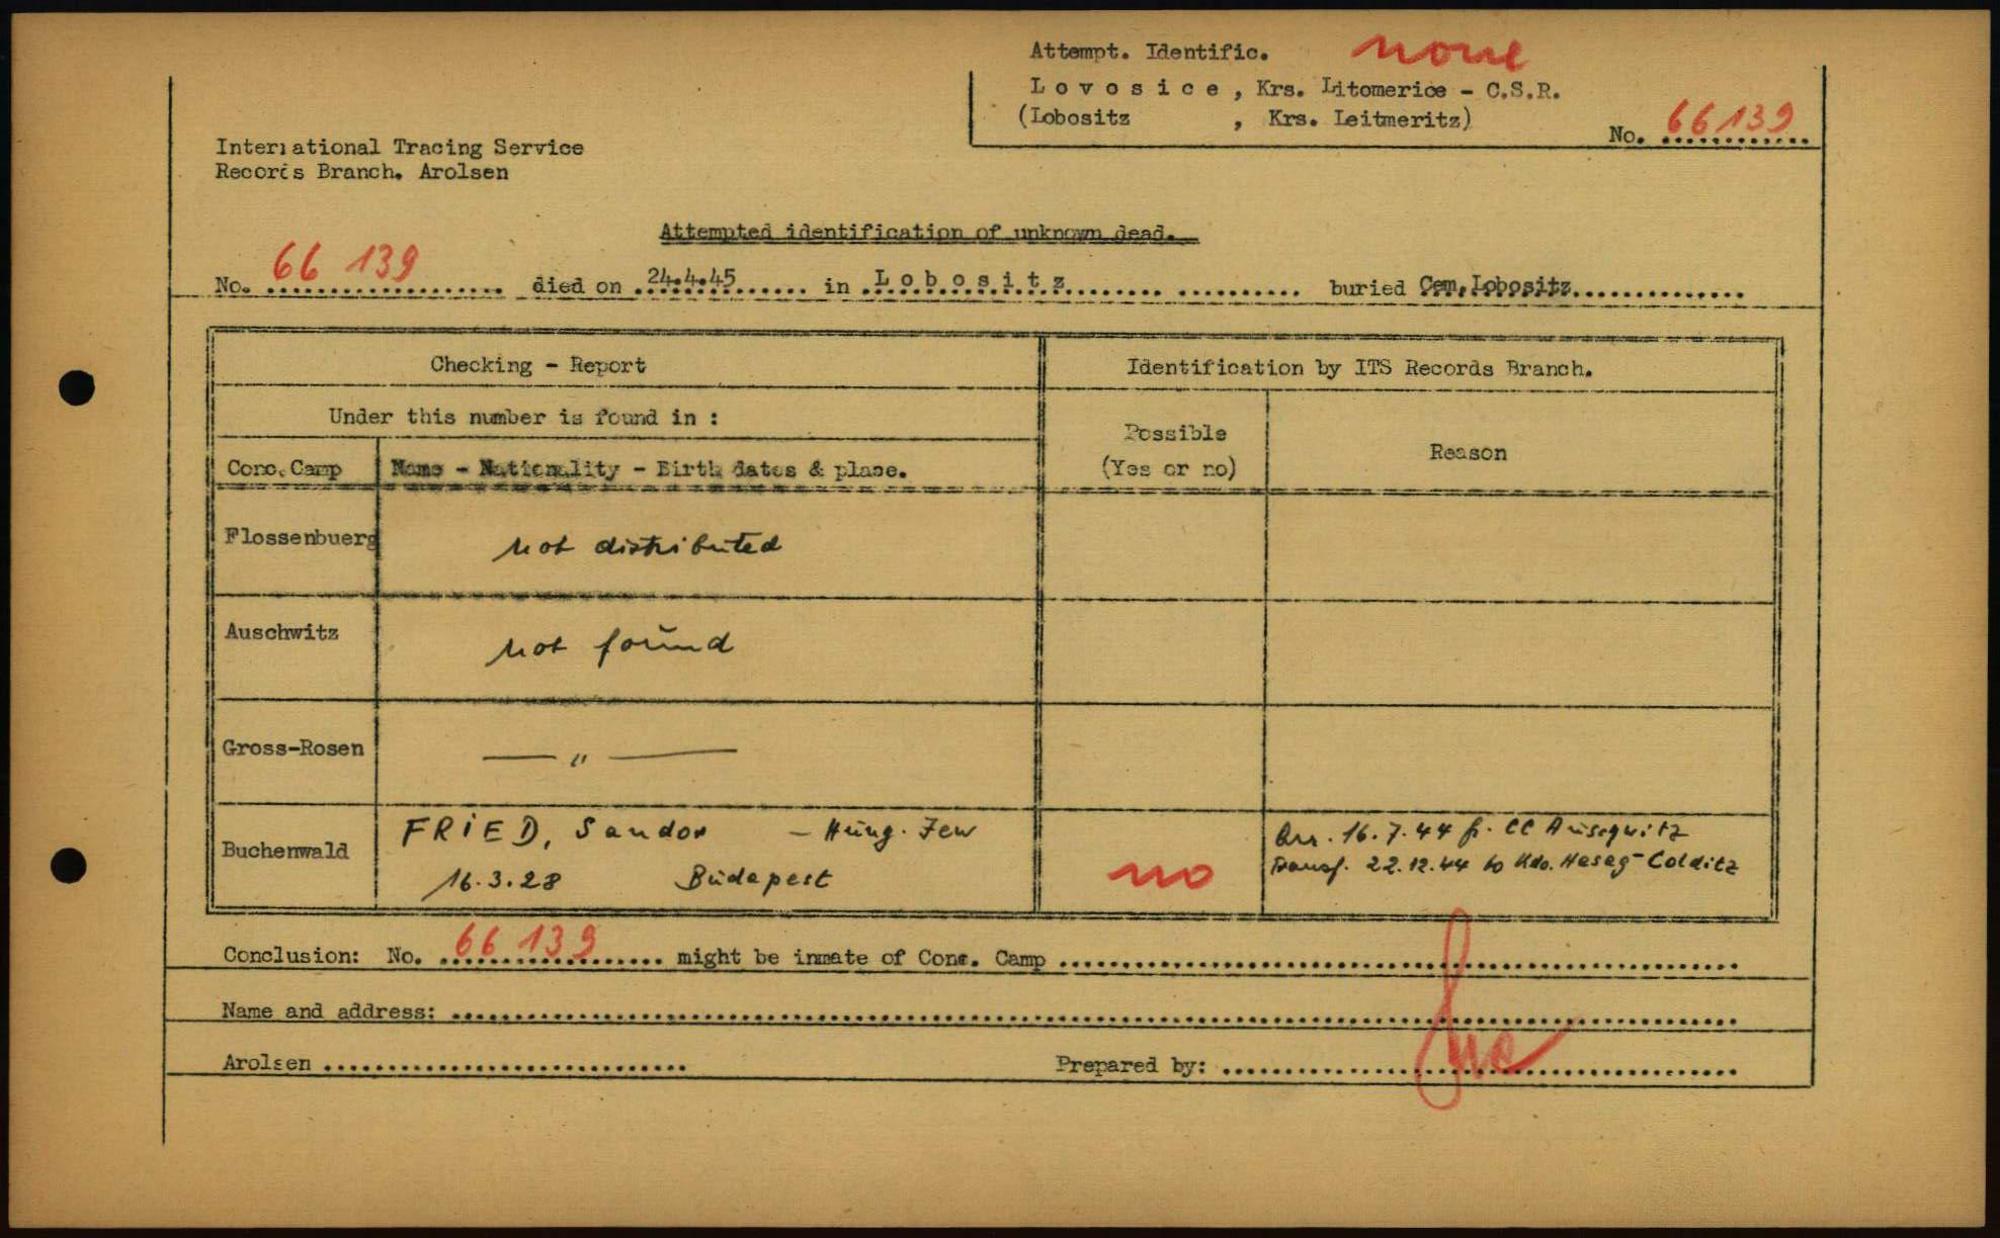 Attempt. Identific. none
L o v o s i c e , Krs. Litomerice - C.S.R.
(Lobositz , Krs. Leitmeritz)
No. 66139
International Tracing Service
Records Branch. Arolsen
Attempted identification of unknown dead.
No. 66 139 died on 24.4.45 in L o b o s i t z buried Cem. Lobositz
Checking - Report
Identification by ITS Records Branch.
Under this number is found in :
Possible
(Yes or no)
Reason
Conc. Camp
Name - Nationality - Birth dates & place.
Flossenbuerg
not distributed
Auschwitz
not found
Gross-Rosen
— " —
Buchenwald
FRIED, Sandor - Hung. Jew
16.3.28 Budapest
no
Arr. 16.7.44 fr. CC Auschwitz
Transf. 22.12.44 to Kdo. Hasag-Colditz
Conclusion: No. 66 139 might be inmate of Conc. Camp
Name and address:
Arolsen
Prepared by: